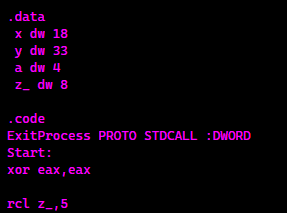 .data
x dw 18
y dw 33
a dw 4
z_ dw 8
.code
ExitProcess PROTO STDCALL :DWORD
Start:
xor eax,eax
rcl z_,5